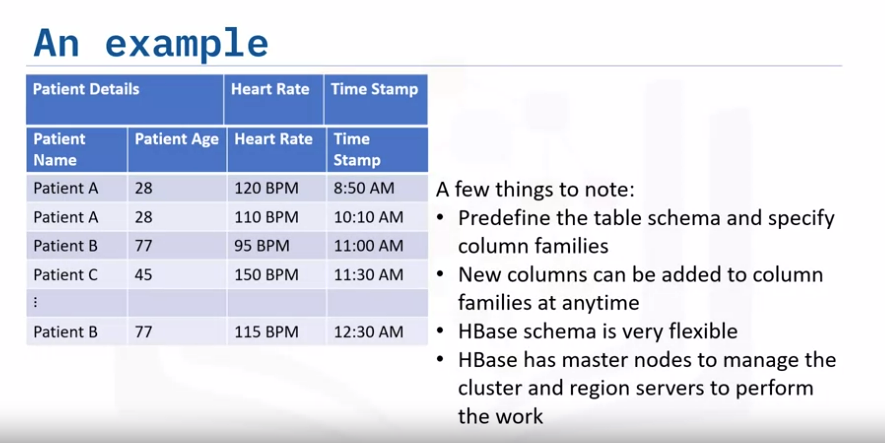 An example
Patient Details Heart Rate Time Stamp
Patient Patient Age Heart Rate Time
Name Stamp
Patient A 28 120 BPM 8:50 AM
Patient A 28 110 BPM 10:10 AM
Patient B 77 95 BPM 11:00 AM
Patient C 45 150 BPM 11:30 AM
⋮
Patient B 77 115 BPM 12:30 AM
A few things to note:
• Predefine the table schema and specify
column families
• New columns can be added to column
families at anytime
• HBase schema is very flexible
• HBase has master nodes to manage the
cluster and region servers to perform
the work